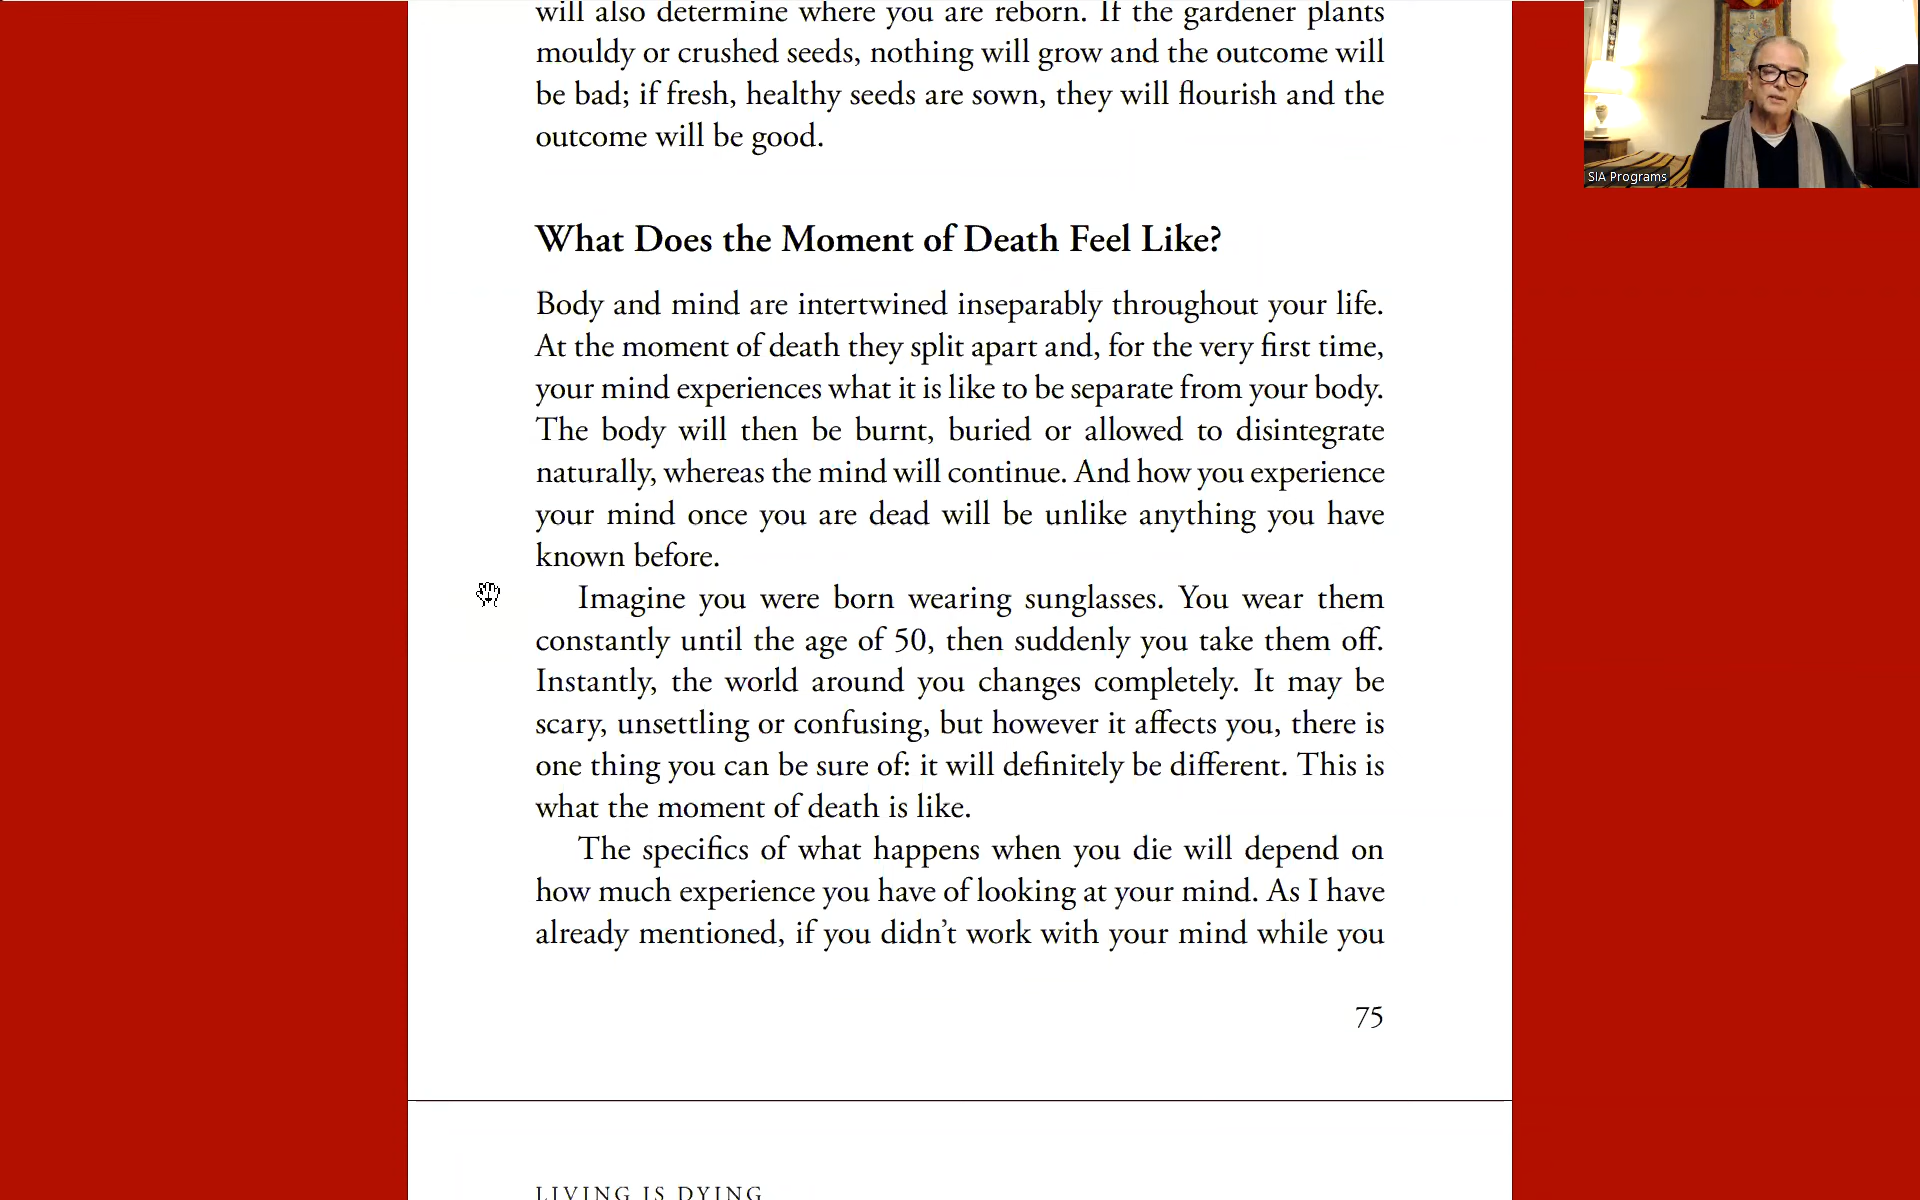 will also determine where you are reborn. If the gardener plants
mouldy or crushed seeds, nothing will grow and the outcome will
be bad; if fresh, healthy seeds are sown, they will flourish and the
outcome will be good.
What Does the Moment of Death Feel Like?
Body and mind are intertwined inseparably throughout your life.
At the moment of death they split apart and, for the very first time,
your mind experiences what it is like to be separate from your body.
The body will then be burnt, buried or allowed to disintegrate
naturally, whereas the mind will continue. And how you experience
your mind once you are dead will be unlike anything you have
known before.
Imagine you were born wearing sunglasses. You wear them
constantly until the age of 50, then suddenly you take them off.
Instantly, the world around you changes completely. It may be
scary, unsettling or confusing, but however it affects you, there is
one thing you can be sure of: it will definitely be different. This is
what the moment of death is like.
The specifics of what happens when you die will depend on
how much experience you have of looking at your mind. As I have
already mentioned, if you didn't work with your mind while you
75
LIVING IS DYING
SIA Programs